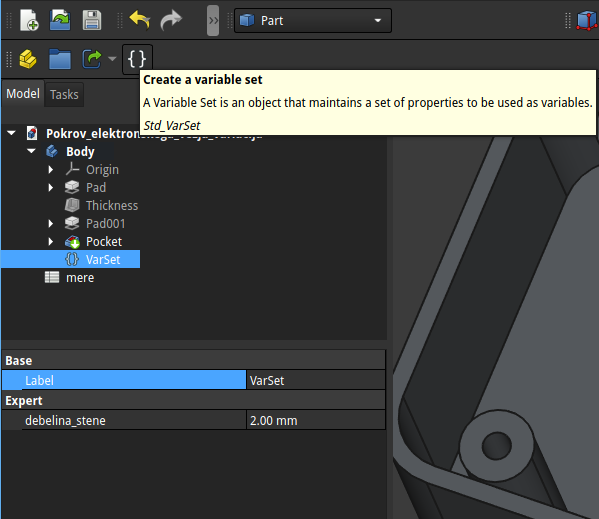 Part
{}
Create a variable set
A Variable Set is an object that maintains a set of properties to be used as variables.
Std_VarSet
Model
Tasks
Body
Origin
Pad
Thickness
Pad001
Pocket
VarSet
mere
Base
Label VarSet
Expert
debelina_stene 2.00 mm